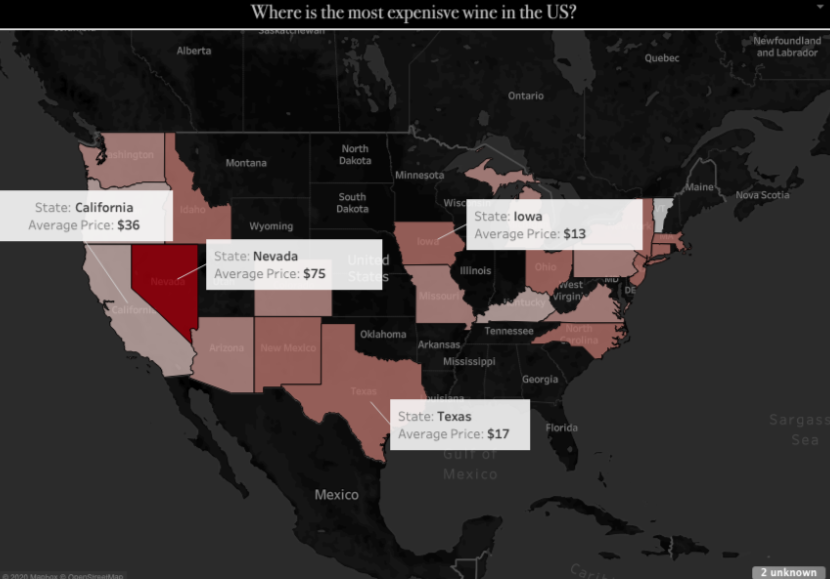 Where is the most expenisve wine in the US?
Saskatchewan
Newfoundland
and Labrador
Alberta
Quebec
Ontario
Washington
North
Dakota
Montana
Minnesota
Maine
Nova Scotia
South
Dakota
Idaho
Wyoming
State: California
Average Price: $36
State: Iowa
Average Price: $13
Iowa
State: Nevada
Average Price: $75
United
States
Nevada
Illinois
Ohio
West
Virginia
MD
DE
Missouri
Kentucky
California
Oklahoma
Tennessee
North
Carolina
Arizona
New Mexico
Arkansas
Mississippi
Georgia
Texas
Louisiana
State: Texas
Average Price: $17
Florida
Sargass
Sea
Gulf of
Mexico
Mexico
Cari
© 2020 Mapbox © OpenStreetMap
2 unknown